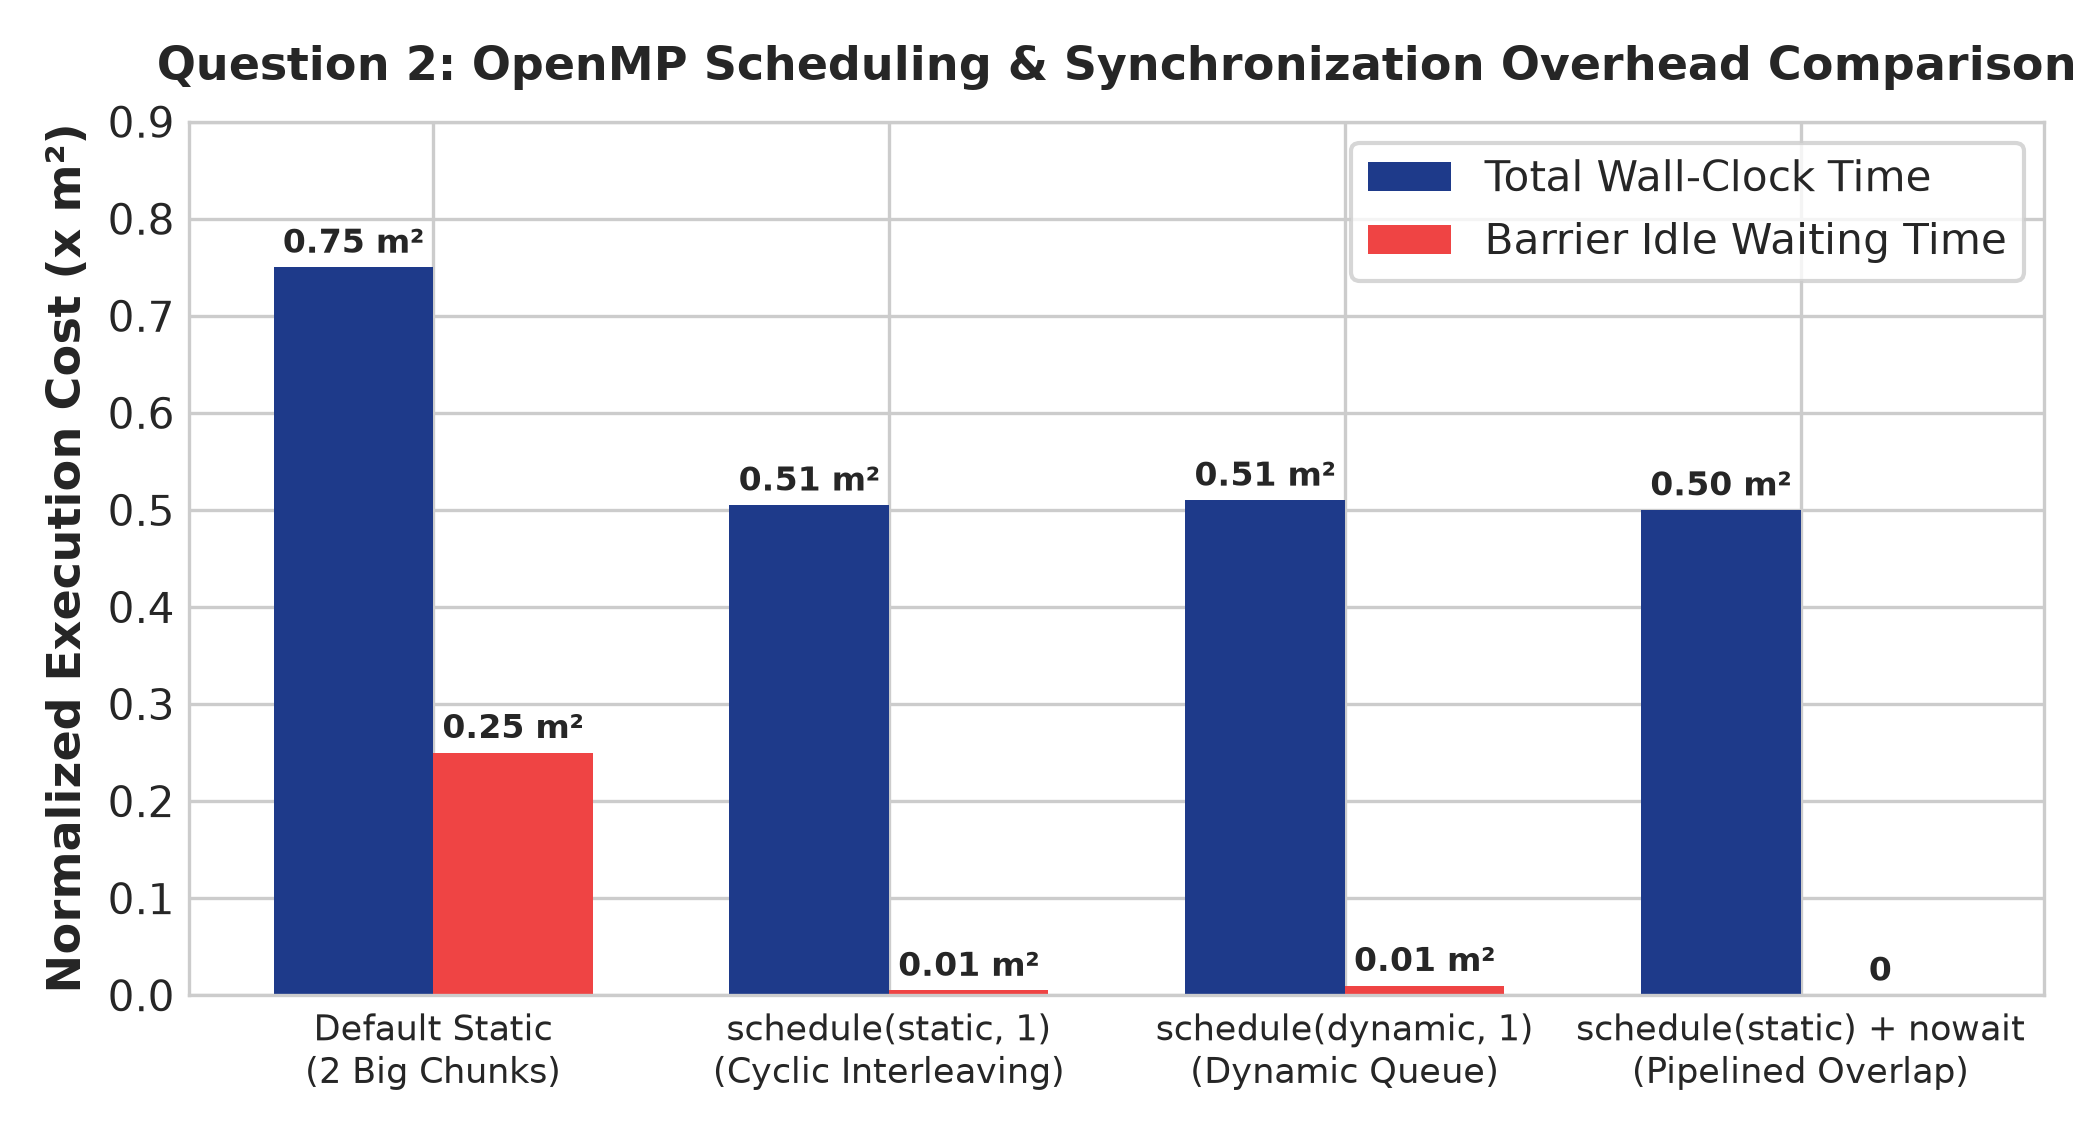 Question 2: OpenMP Scheduling & Synchronization Overhead Comparison
Normalized Execution Cost (x m²)
0.9
0.8
0.7
0.6
0.5
0.4
0.3
0.2
0.1
0.0
Total Wall-Clock Time
Barrier Idle Waiting Time
0.75 m²
0.25 m²
0.51 m²
0.01 m²
0.51 m²
0.01 m²
0.50 m²
0
Default Static
(2 Big Chunks)
schedule(static, 1)
(Cyclic Interleaving)
schedule(dynamic, 1)
(Dynamic Queue)
schedule(static) + nowait
(Pipelined Overlap)